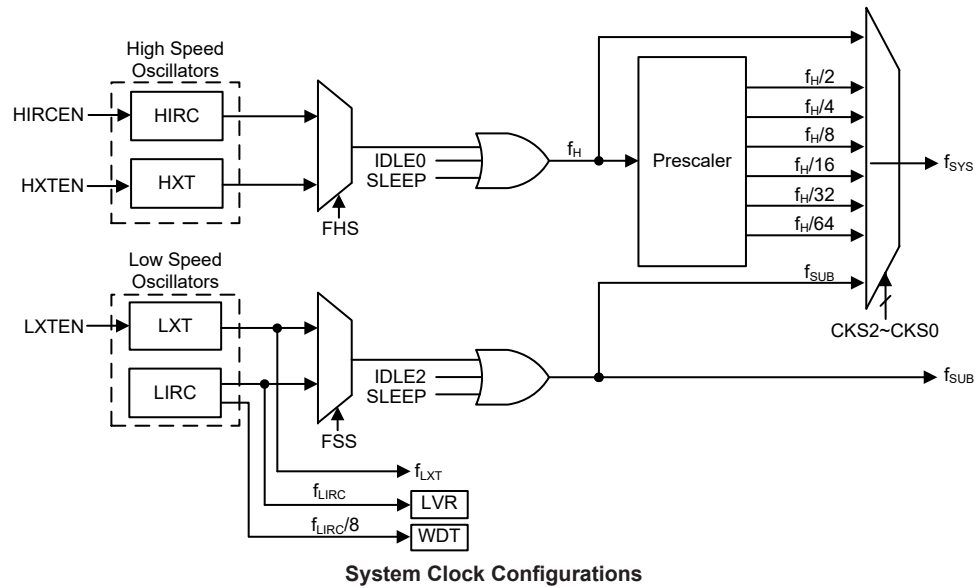 High Speed
Oscillators
HIRCEN
HIRC
HXTEN
HXT
FHS
IDLE0
SLEEP
fH
Prescaler
fH/2
fH/4
fH/8
fH/16
fH/32
fH/64
fSUB
fSYS
CKS2~CKS0
Low Speed
Oscillators
LXTEN
LXT
LIRC
FSS
IDLE2
SLEEP
fSUB
fLXT
fLIRC
LVR
fLIRC/8
WDT
System Clock Configurations